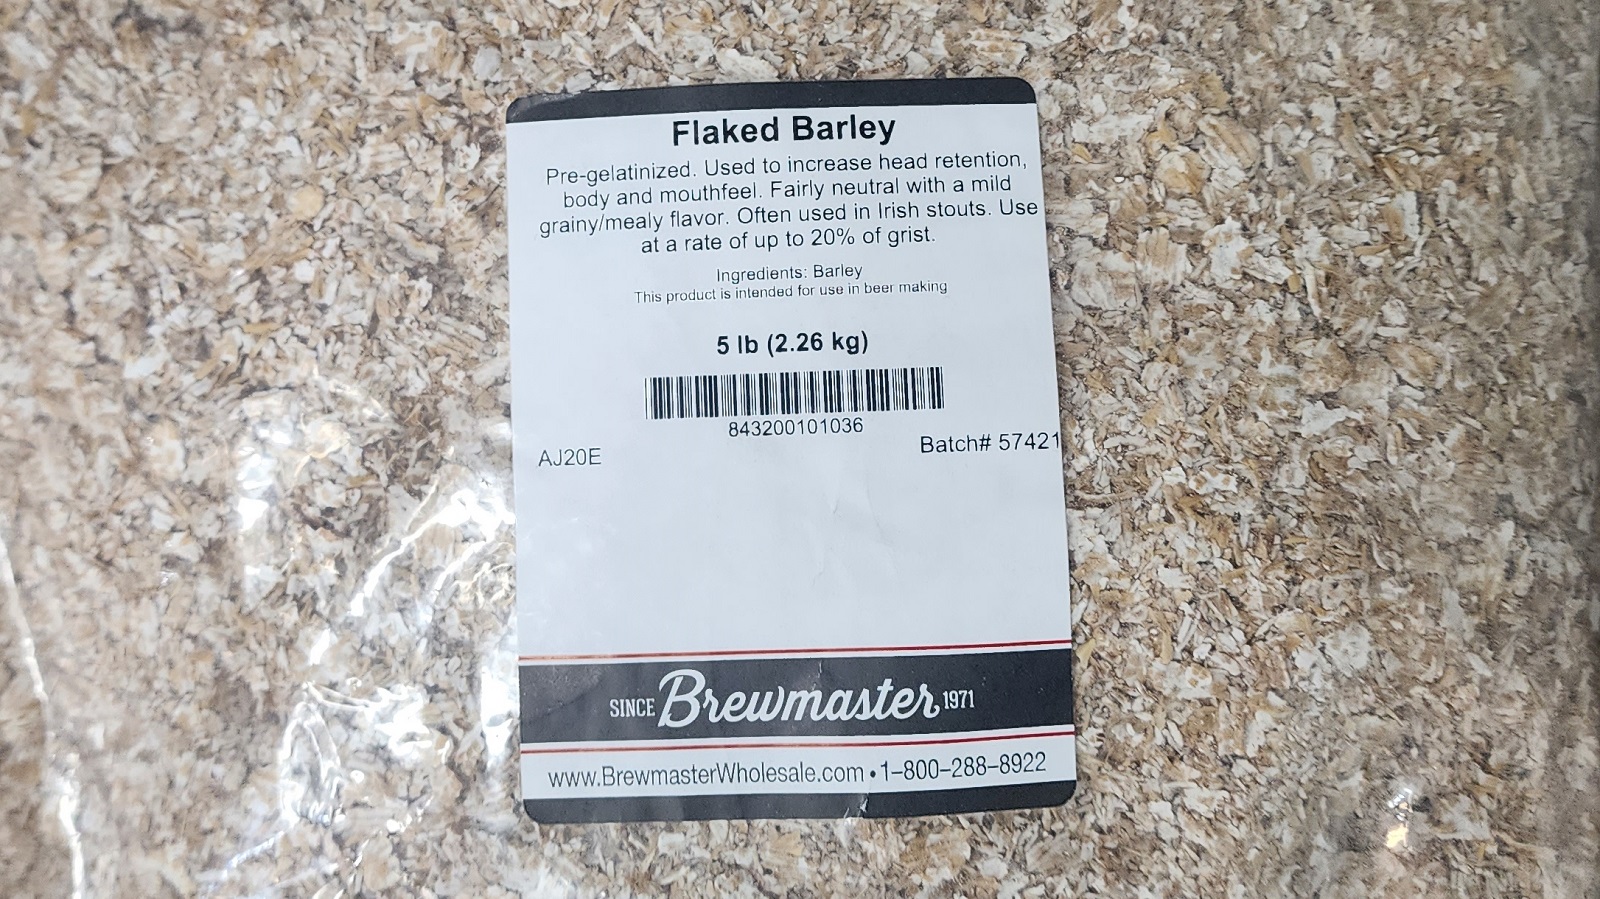 Flaked Barley
Pre-gelatinized. Used to increase head retention,
body and mouthfeel. Fairly neutral with a mild
grainy/mealy flavor. Often used in Irish stouts. Use
at a rate of up to 20% of grist.
Ingredients: Barley
This product is intended for use in beer making
5 lb (2.26 kg)
843200101036
AJ20E Batch# 57421
SINCE Brewmaster 1971
www.BrewmasterWholesale.com • 1-800-288-8922